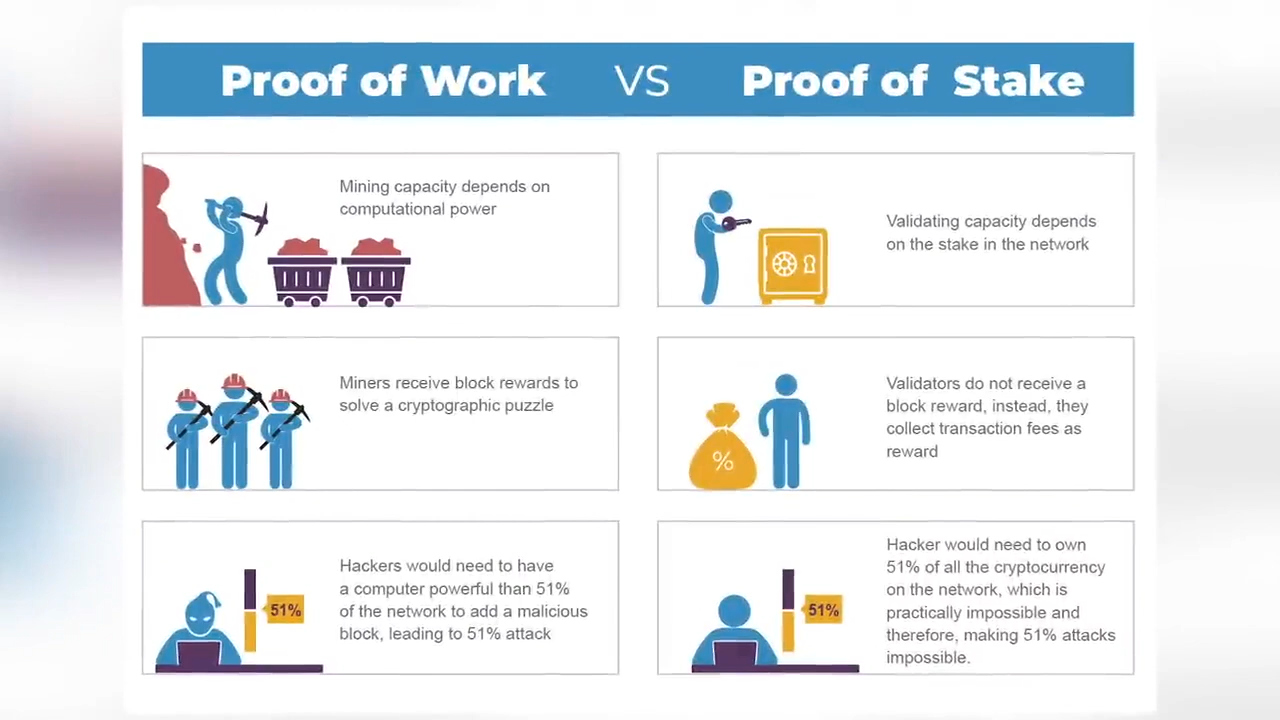 Proof of Work VS Proof of Stake
Mining capacity depends on
computational power
Validating capacity depends
on the stake in the network
Miners receive block rewards to
solve a cryptographic puzzle
Validators do not receive a
block reward, instead, they
collect transaction fees as
reward
%
Hackers would need to have
a computer powerful than 51%
of the network to add a malicious
block, leading to 51% attack
51%
Hacker would need to own
51% of all the cryptocurrency
on the network, which is
practically impossible and
therefore, making 51% attacks
impossible.
51%